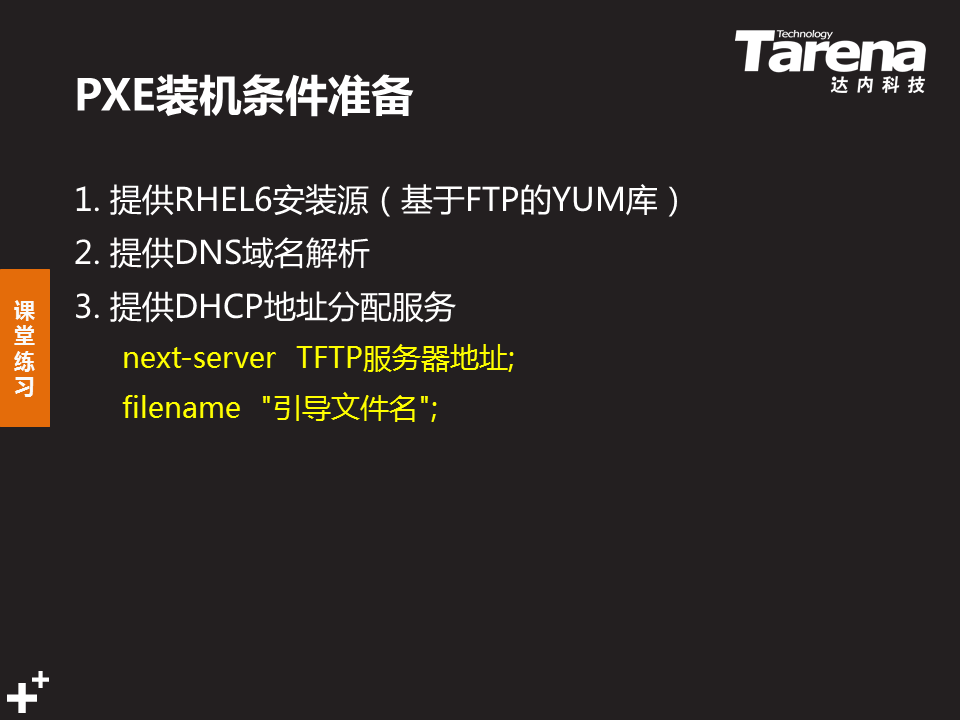 Technology
Tarena
达内科技
PXE装机条件准备
1. 提供RHEL6安装源（基于FTP的YUM库）
2. 提供DNS域名解析
3. 提供DHCP地址分配服务
next-server TFTP服务器地址;
filename "引导文件名";
课堂练习